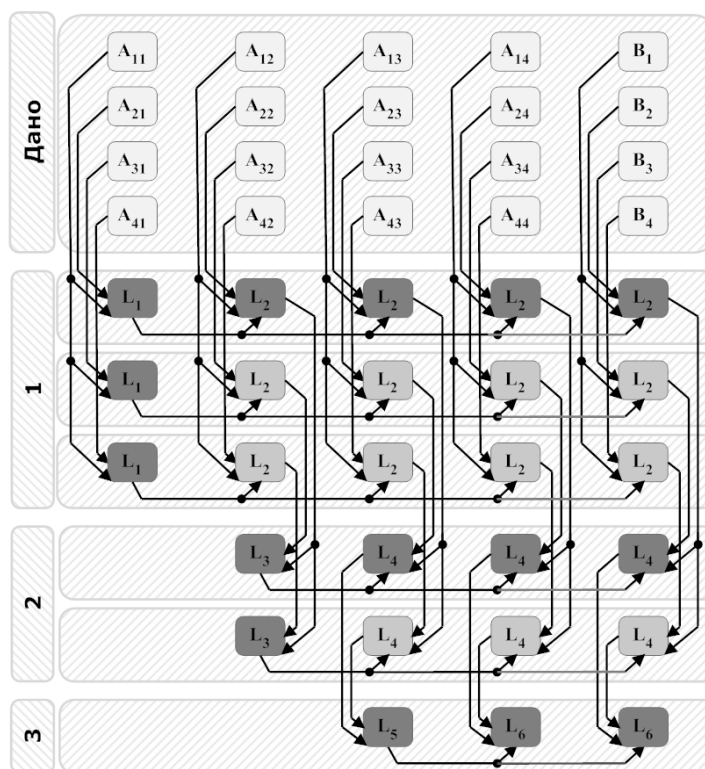 Дано
A11 A12 A13 A14 B1
A21 A22 A23 A24 B2
A31 A32 A33 A34 B3
A41 A42 A43 A44 B4
1
L1 L2 L2 L2 L2
L1 L2 L2 L2 L2
L1 L2 L2 L2 L2
2
L3 L4 L4 L4
L3 L4 L4 L4
3
L5 L6 L6